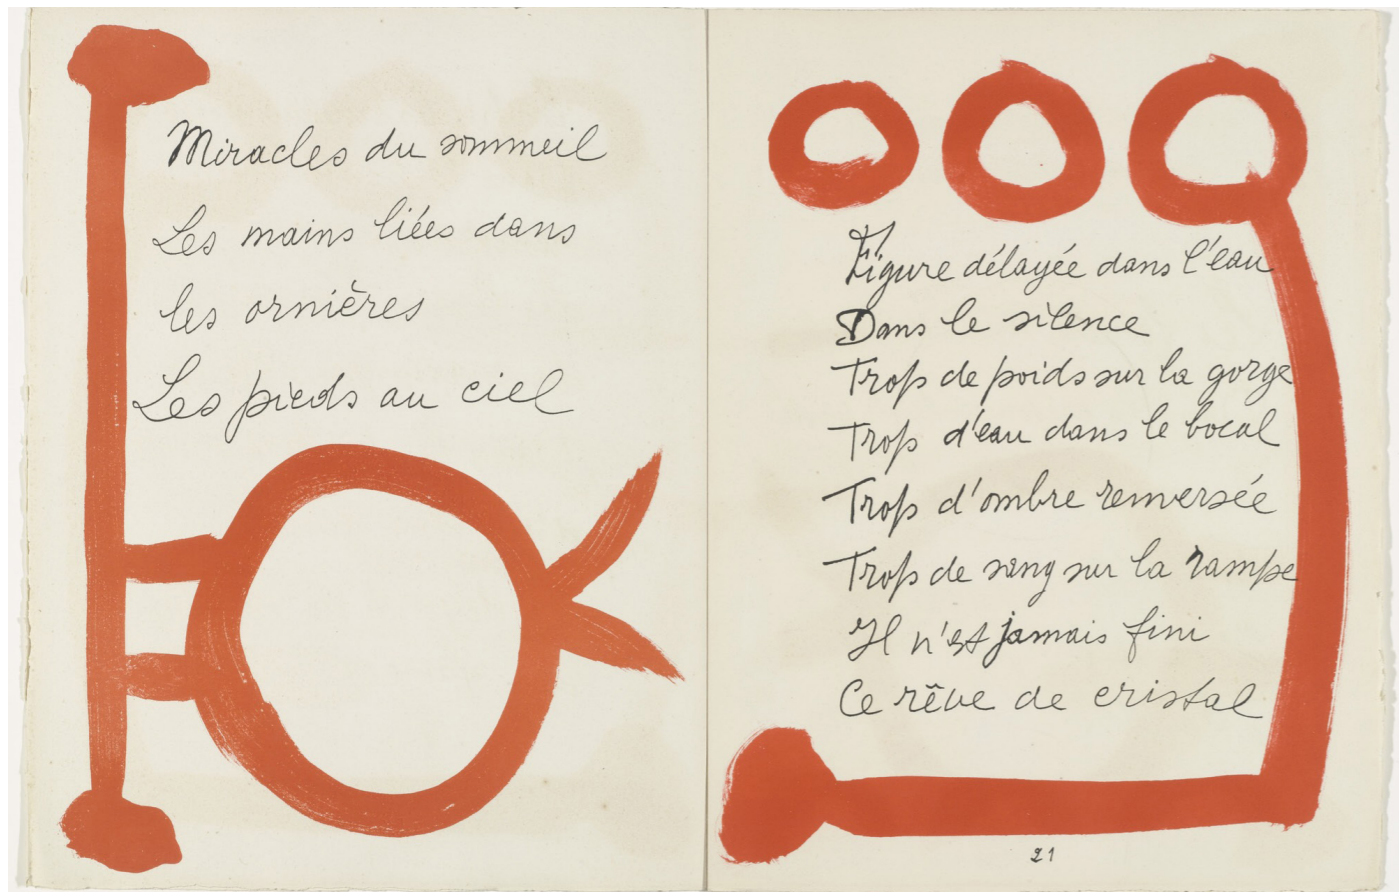 Miracles du sommeil
Les mains liées dans
les ornières
Les pieds au ciel
Figure délayée dans l'eau
Dans le silence
Trop de poids sur la gorge
Trop d'eau dans le bocal
Trop d'ombre renversée
Trop de sang sur la rampe
Il n'est jamais fini
Ce rêve de cristal
21